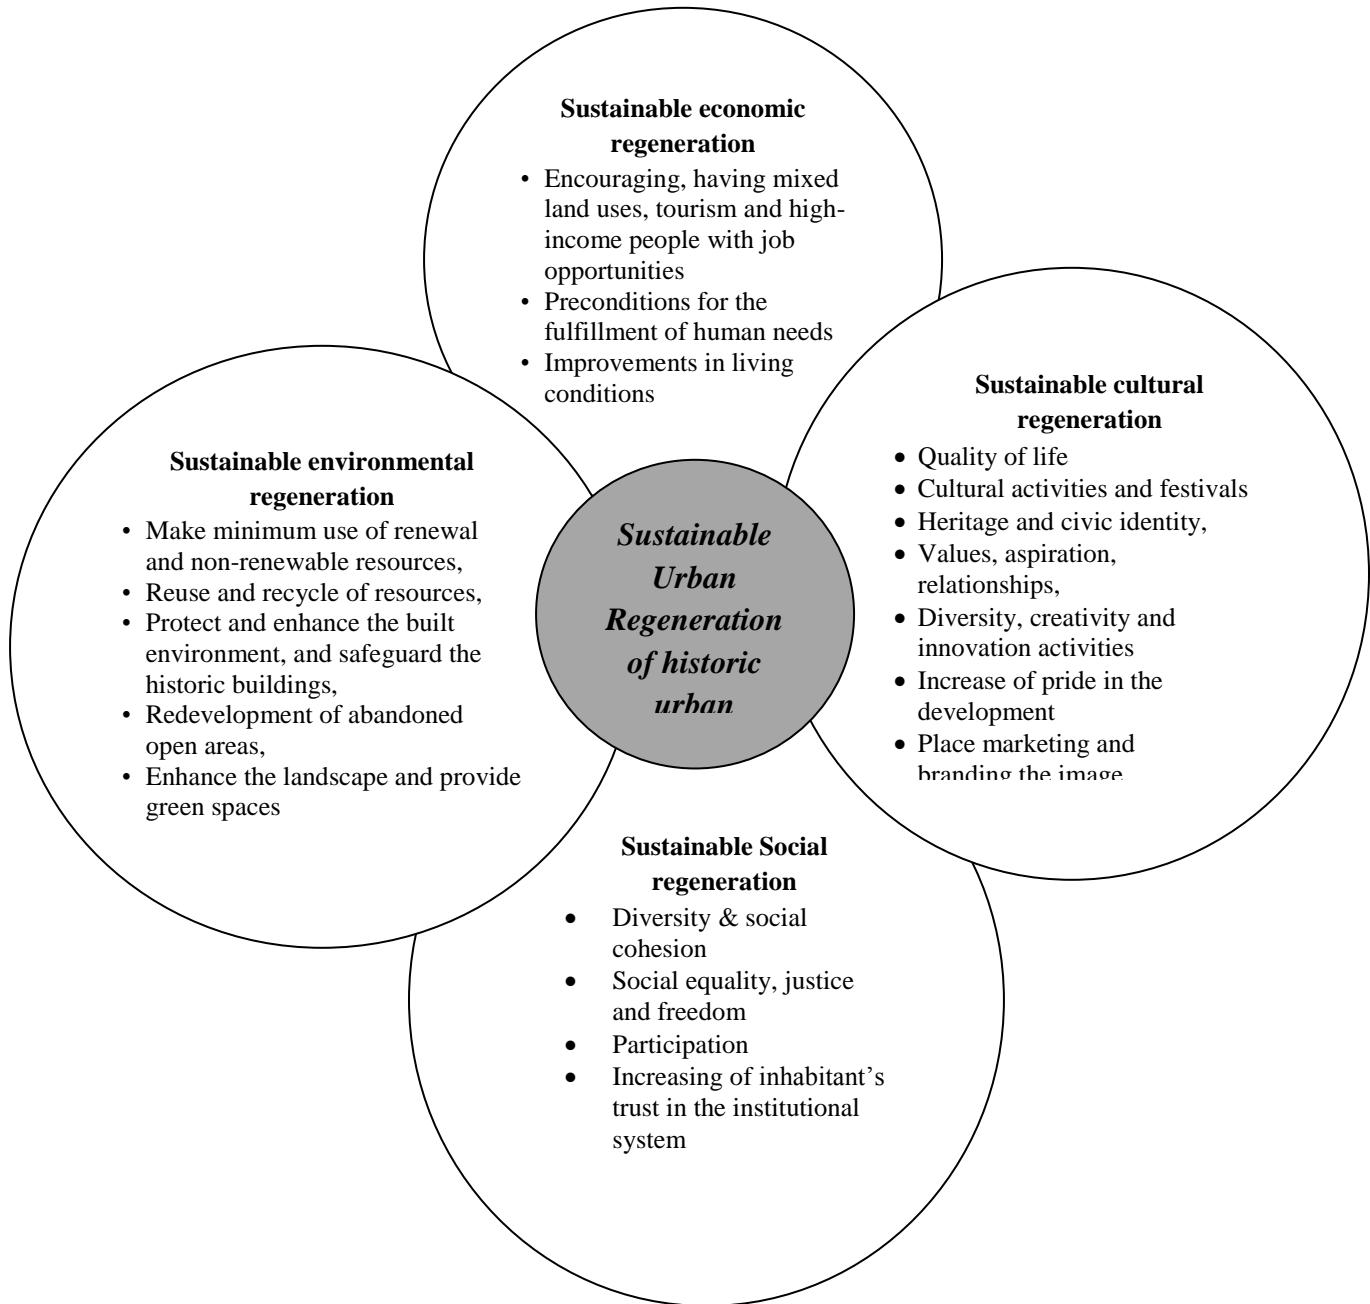 Sustainable economic
regeneration
• Encouraging, having mixed
land uses, tourism and high-
income people with job
opportunities
• Preconditions for the
fulfillment of human needs
• Improvements in living
conditions
Sustainable environmental
regeneration
• Make minimum use of renewal
and non-renewable resources,
• Reuse and recycle of resources,
• Protect and enhance the built
environment, and safeguard the
historic buildings,
• Redevelopment of abandoned
open areas,
• Enhance the landscape and provide
green spaces
Sustainable
Urban
Regeneration
of historic
urban
Sustainable cultural
regeneration
• Quality of life
• Cultural activities and festivals
• Heritage and civic identity,
• Values, aspiration,
relationships,
• Diversity, creativity and
innovation activities
• Increase of pride in the
development
• Place marketing and
branding the image
Sustainable Social
regeneration
• Diversity & social
cohesion
• Social equality, justice
and freedom
• Participation
• Increasing of inhabitant’s
trust in the institutional
system